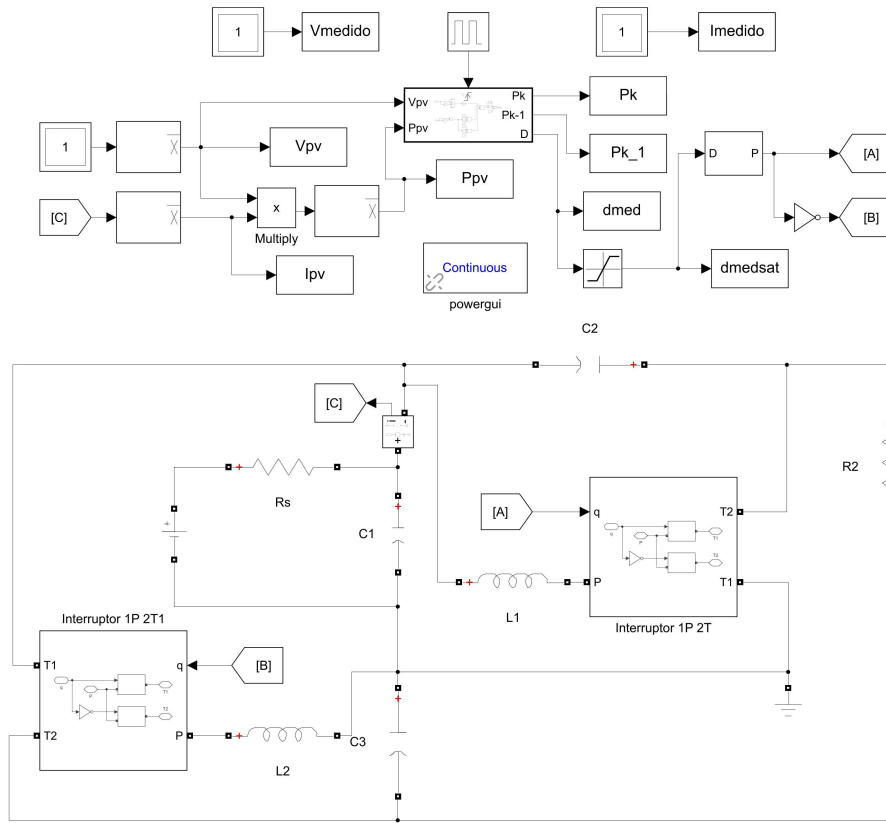 1
Vmedido
1
Imedido
Vpv
Ppv
Pk
Pk-1
D
Pk
1
Vpv
Pk_1
D
P
[A]
Ppv
[C]
x
Multiply
dmed
[B]
Ipv
Continuous
powergui
dmedsat
C2
[C]
+
R2
Rs
[A]
q
T2
C1
P
T1
L1
Interruptor 1P 2T
Interruptor 1P 2T1
T1
q
[B]
T2
P
L2
C3